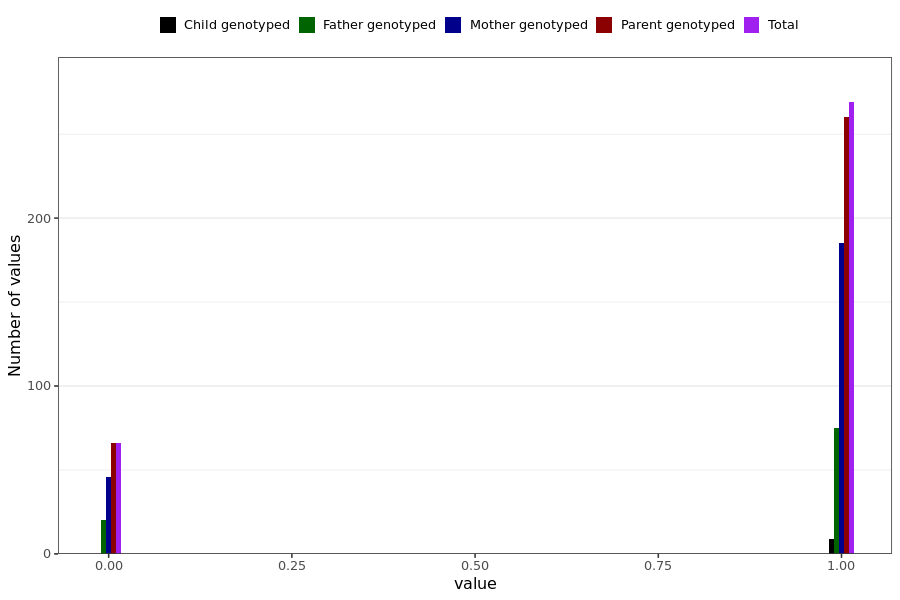 Child genotyped Father genotyped Mother genotyped Parent genotyped Total
Number of values
200
100
0
0.00 0.25 0.50 0.75 1.00
value